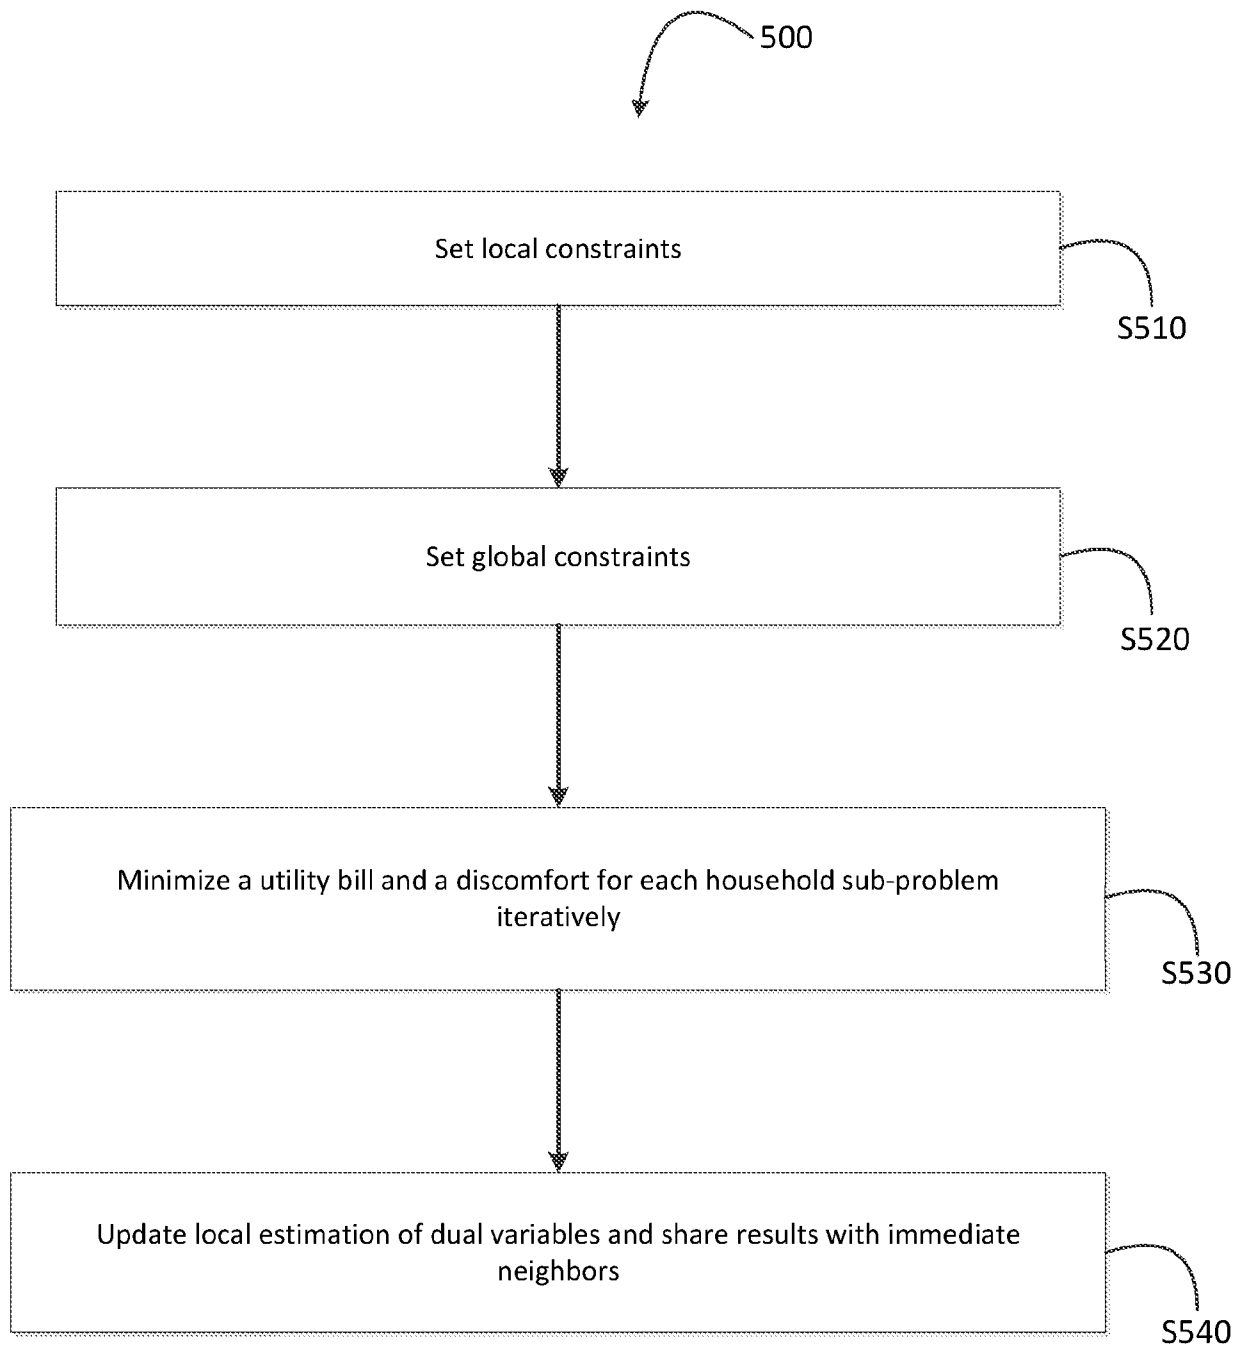 500
Set local constraints
S510
Set global constraints
S520
Minimize a utility bill and a discomfort for each household sub-problem
iteratively
S530
Update local estimation of dual variables and share results with immediate
neighbors
S540